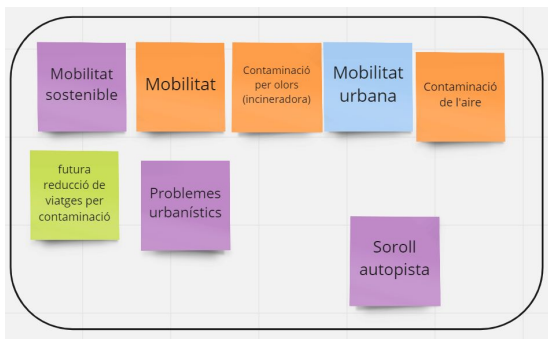 Mobilitat
sostenible
Mobilitat
Contaminació
per olors
(incineradora)
Mobilitat
urbana
Contaminació
de l'aire
futura
reducció de
viatges per
contaminació
Problemes
urbanístics
Soroll
autopista